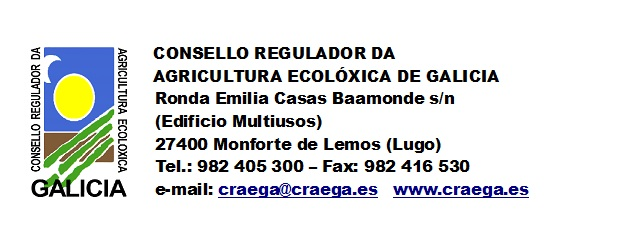 CONSELLO REGULADOR DA
AGRICULTURA ECOLOXICA
GALICIA
CONSELLO REGULADOR DA
AGRICULTURA ECOLÓXICA DE GALICIA
Ronda Emilia Casas Baamonde s/n
(Edificio Multiusos)
27400 Monforte de Lemos (Lugo)
Tel.: 982 405 300 – Fax: 982 416 530
e-mail: craega@craega.es www.craega.es